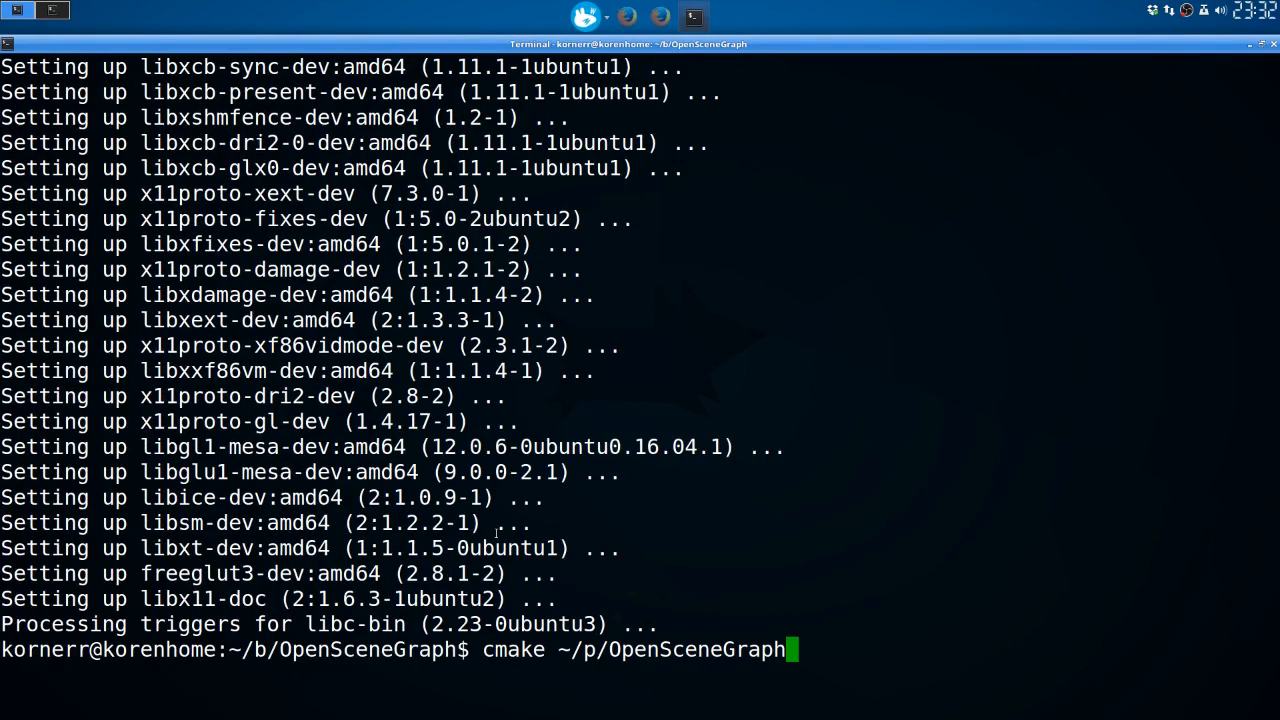 23:32
Terminal - kornerr@korenhome: ~/b/OpenSceneGraph
Setting up libxcb-sync-dev:amd64 (1.11.1-1ubuntu1) ...
Setting up libxcb-present-dev:amd64 (1.11.1-1ubuntu1) ...
Setting up libxshmfence-dev:amd64 (1.2-1) ...
Setting up libxcb-dri2-0-dev:amd64 (1.11.1-1ubuntu1) ...
Setting up libxcb-glx0-dev:amd64 (1.11.1-1ubuntu1) ...
Setting up x11proto-xext-dev (7.3.0-1) ...
Setting up x11proto-fixes-dev (1:5.0-2ubuntu2) ...
Setting up libxfixes-dev:amd64 (1:5.0.1-2) ...
Setting up x11proto-damage-dev (1:1.2.1-2) ...
Setting up libxdamage-dev:amd64 (1:1.1.4-2) ...
Setting up libxext-dev:amd64 (2:1.3.3-1) ...
Setting up x11proto-xf86vidmode-dev (2.3.1-2) ...
Setting up libxxf86vm-dev:amd64 (1:1.1.4-1) ...
Setting up x11proto-dri2-dev (2.8-2) ...
Setting up x11proto-gl-dev (1.4.17-1) ...
Setting up libgl1-mesa-dev:amd64 (12.0.6-0ubuntu0.16.04.1) ...
Setting up libglu1-mesa-dev:amd64 (9.0.0-2.1) ...
Setting up libice-dev:amd64 (2:1.0.9-1) ...
Setting up libsm-dev:amd64 (2:1.2.2-1) ...
Setting up libxt-dev:amd64 (1:1.1.5-0ubuntu1) ...
Setting up freeglut3-dev:amd64 (2.8.1-2) ...
Setting up libx11-doc (2:1.6.3-1ubuntu2) ...
Processing triggers for libc-bin (2.23-0ubuntu3) ...
kornerr@korenhome:~/b/OpenSceneGraph$ cmake ~/p/OpenSceneGraph